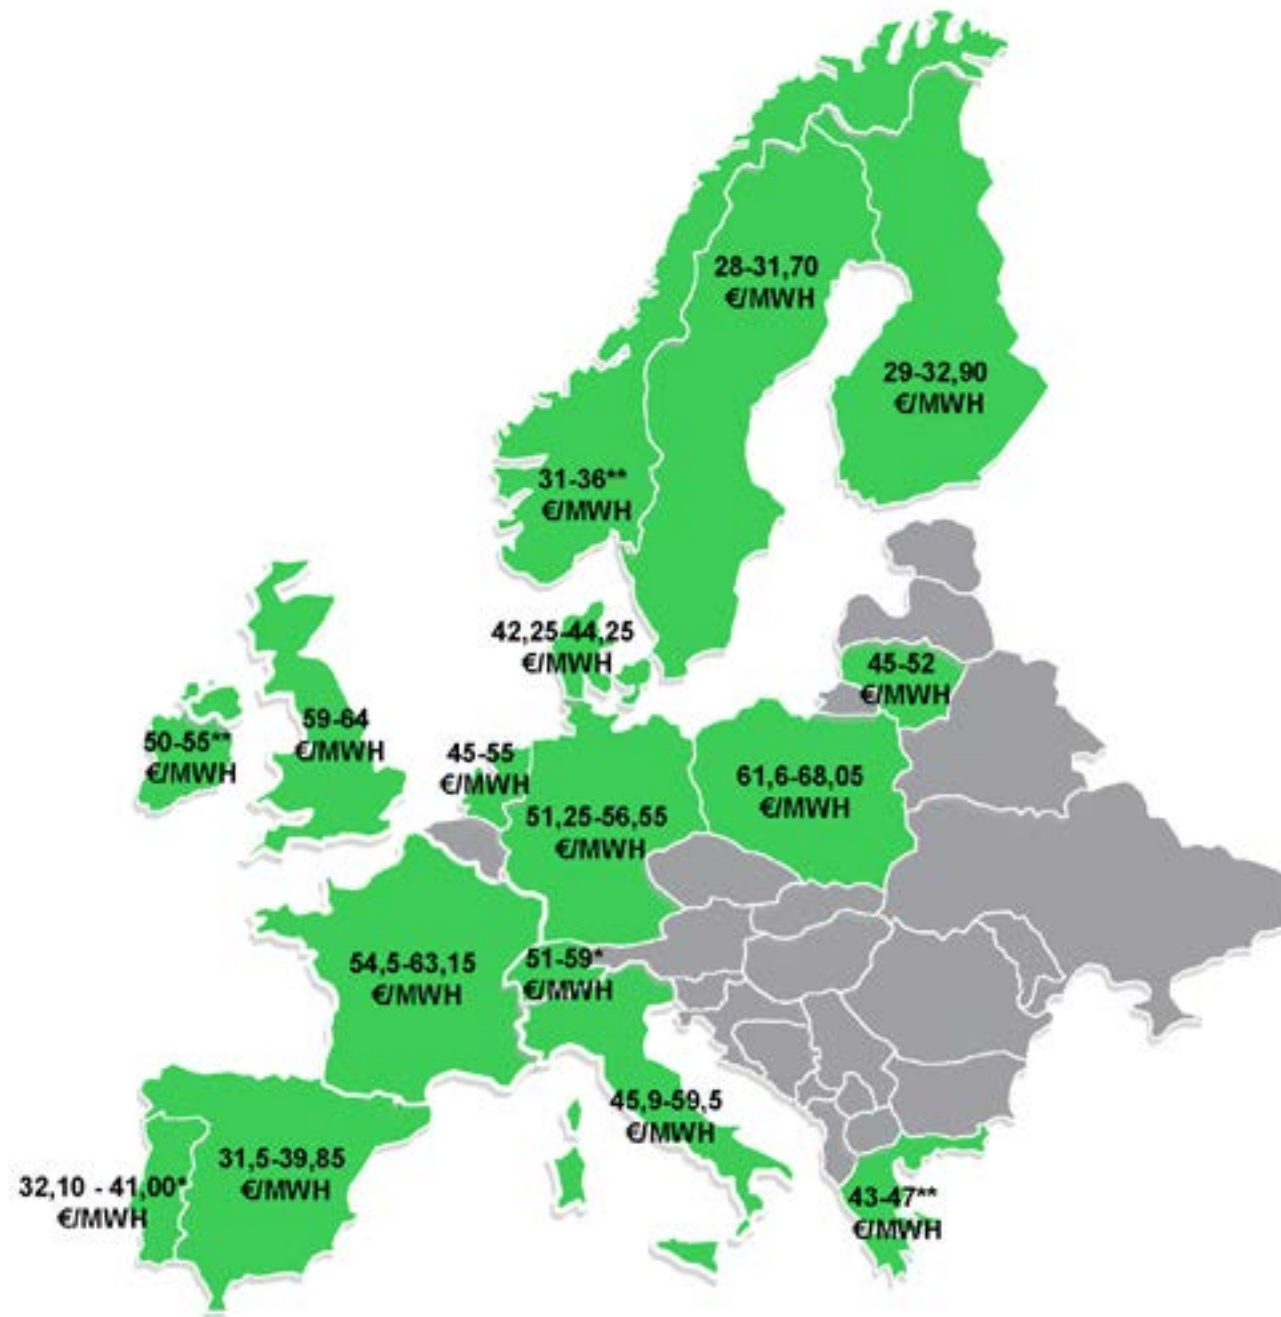 28-31,70
€/MWH
29-32,90
€/MWH
31-36**
€/MWH
42,25-44,25
€/MWH
45-52
€/MWH
59-64
€/MWH
50-55**
€/MWH
45-55
€/MWH
61,6-68,05
€/MWH
51,25-56,55
€/MWH
54,5-63,15
€/MWH
51-59*
€/MWH
45,9-59,5
€/MWH
31,5-39,85
€/MWH
32,10 - 41,00*
€/MWH
43-47**
€/MWH